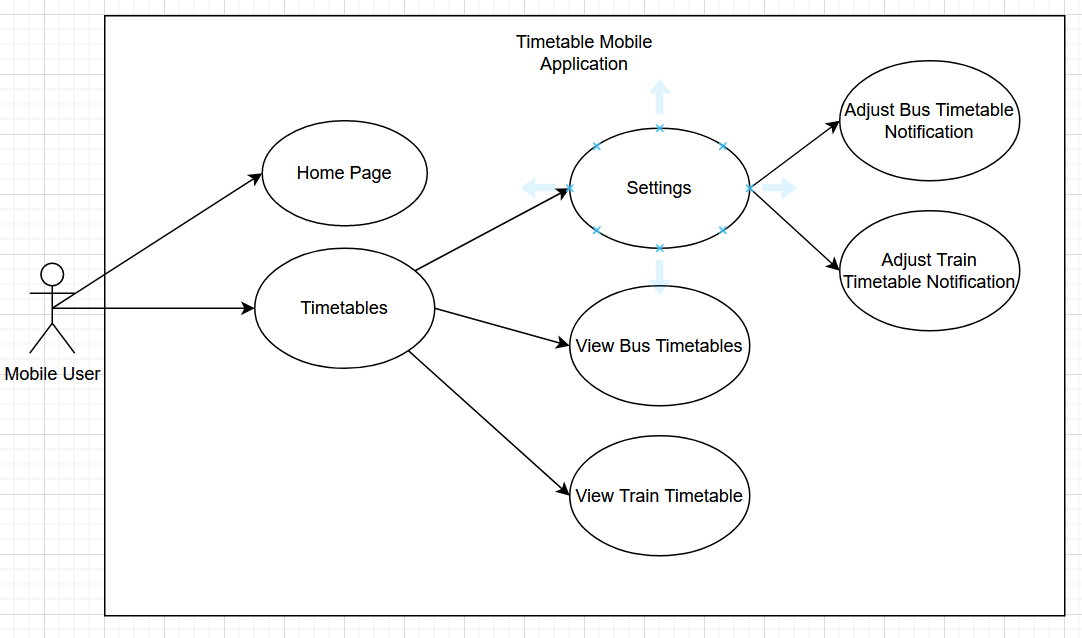 Timetable Mobile
Application
Adjust Bus Timetable
Notification
Home Page
Settings
Adjust Train
Timetable Notification
Timetables
View Bus Timetables
Mobile User
View Train Timetable